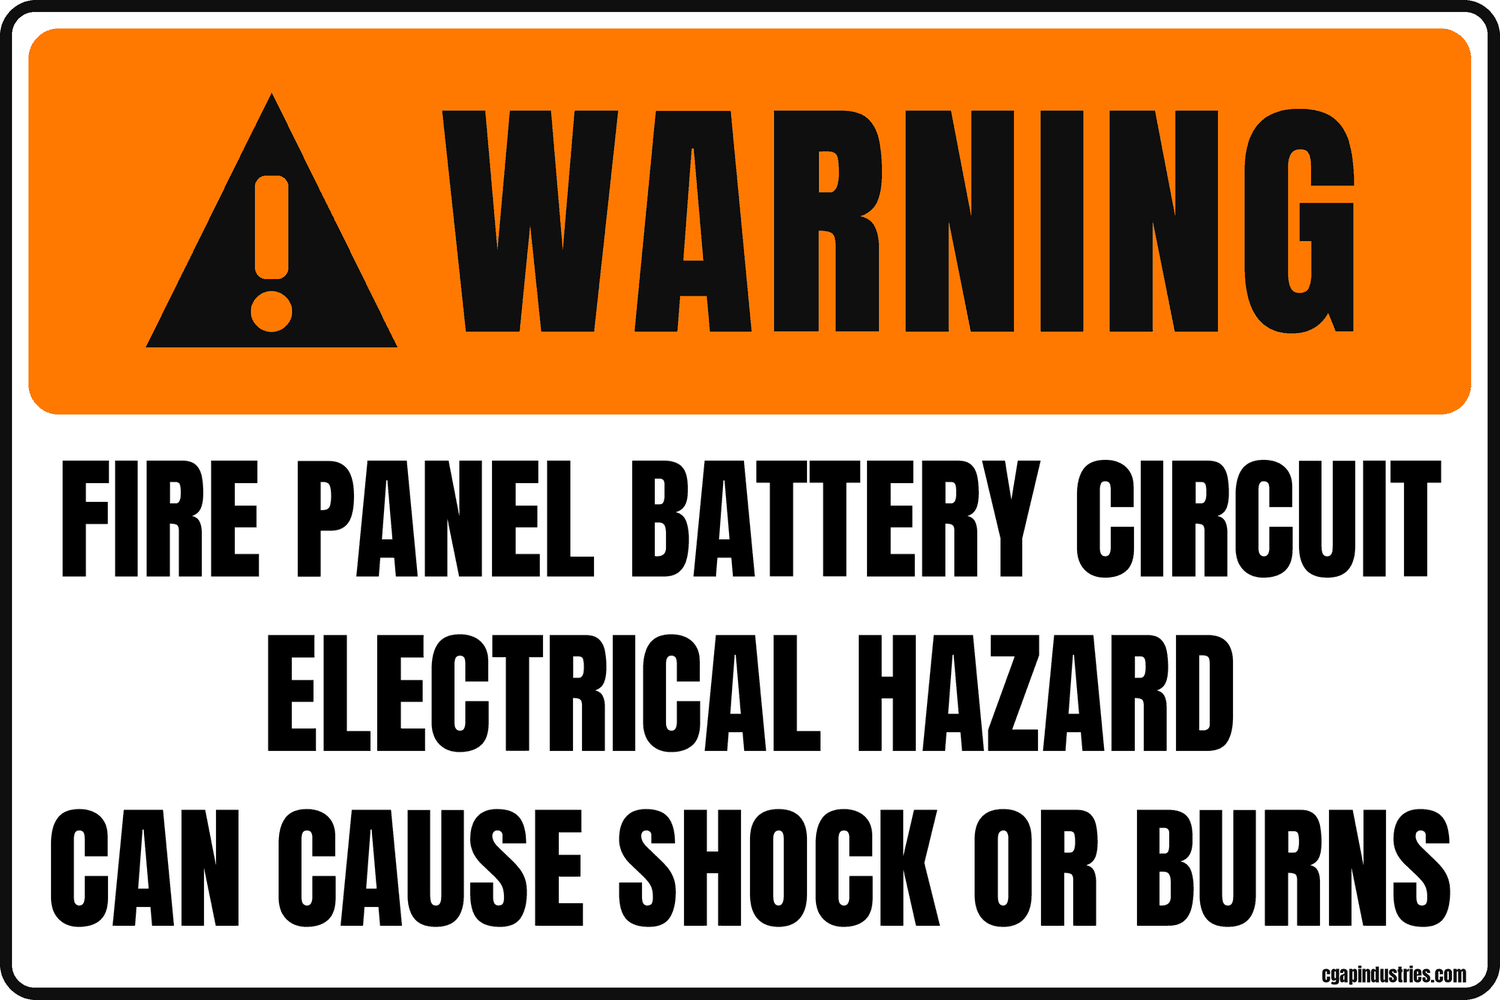 WARNING
FIRE PANEL BATTERY CIRCUIT
ELECTRICAL HAZARD
CAN CAUSE SHOCK OR BURNS
cgapindustries.com